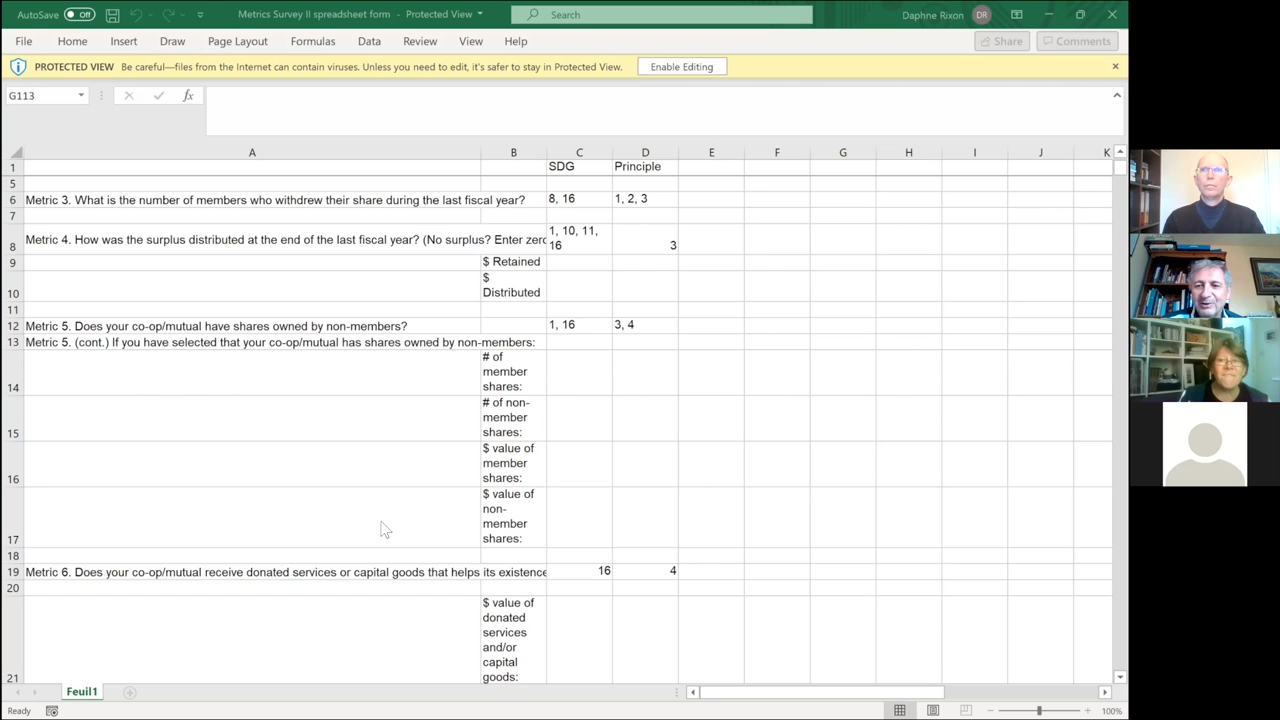 AutoSave Off Metrics Survey II spreadsheet form - Protected View Search Daphne Rixon DR
File Home Insert Draw Page Layout Formulas Data Review View Help Share Comments
PROTECTED VIEW Be careful—files from the Internet can contain viruses. Unless you need to edit, it's safer to stay in Protected View. Enable Editing
G113 fx
A B C D E F G H I J K
1 SDG Principle
5
6 Metric 3. What is the number of members who withdrew their share during the last fiscal year? 8, 16 1, 2, 3
7
1, 10, 11,
8 Metric 4. How was the surplus distributed at the end of the last fiscal year? (No surplus? Enter zero 16 3
9 $ Retained
$
10 Distributed
11
12 Metric 5. Does your co-op/mutual have shares owned by non-members? 1, 16 3, 4
13 Metric 5. (cont.) If you have selected that your co-op/mutual has shares owned by non-members:
# of
member
14 shares:
# of non-
member
15 shares:
$ value of
member
16 shares:
$ value of
non-
member
17 shares:
18
19 Metric 6. Does your co-op/mutual receive donated services or capital goods that helps its existence 16 4
20
$ value of
donated
services
and/or
capital
21 goods:
Feuil1
Ready 100%